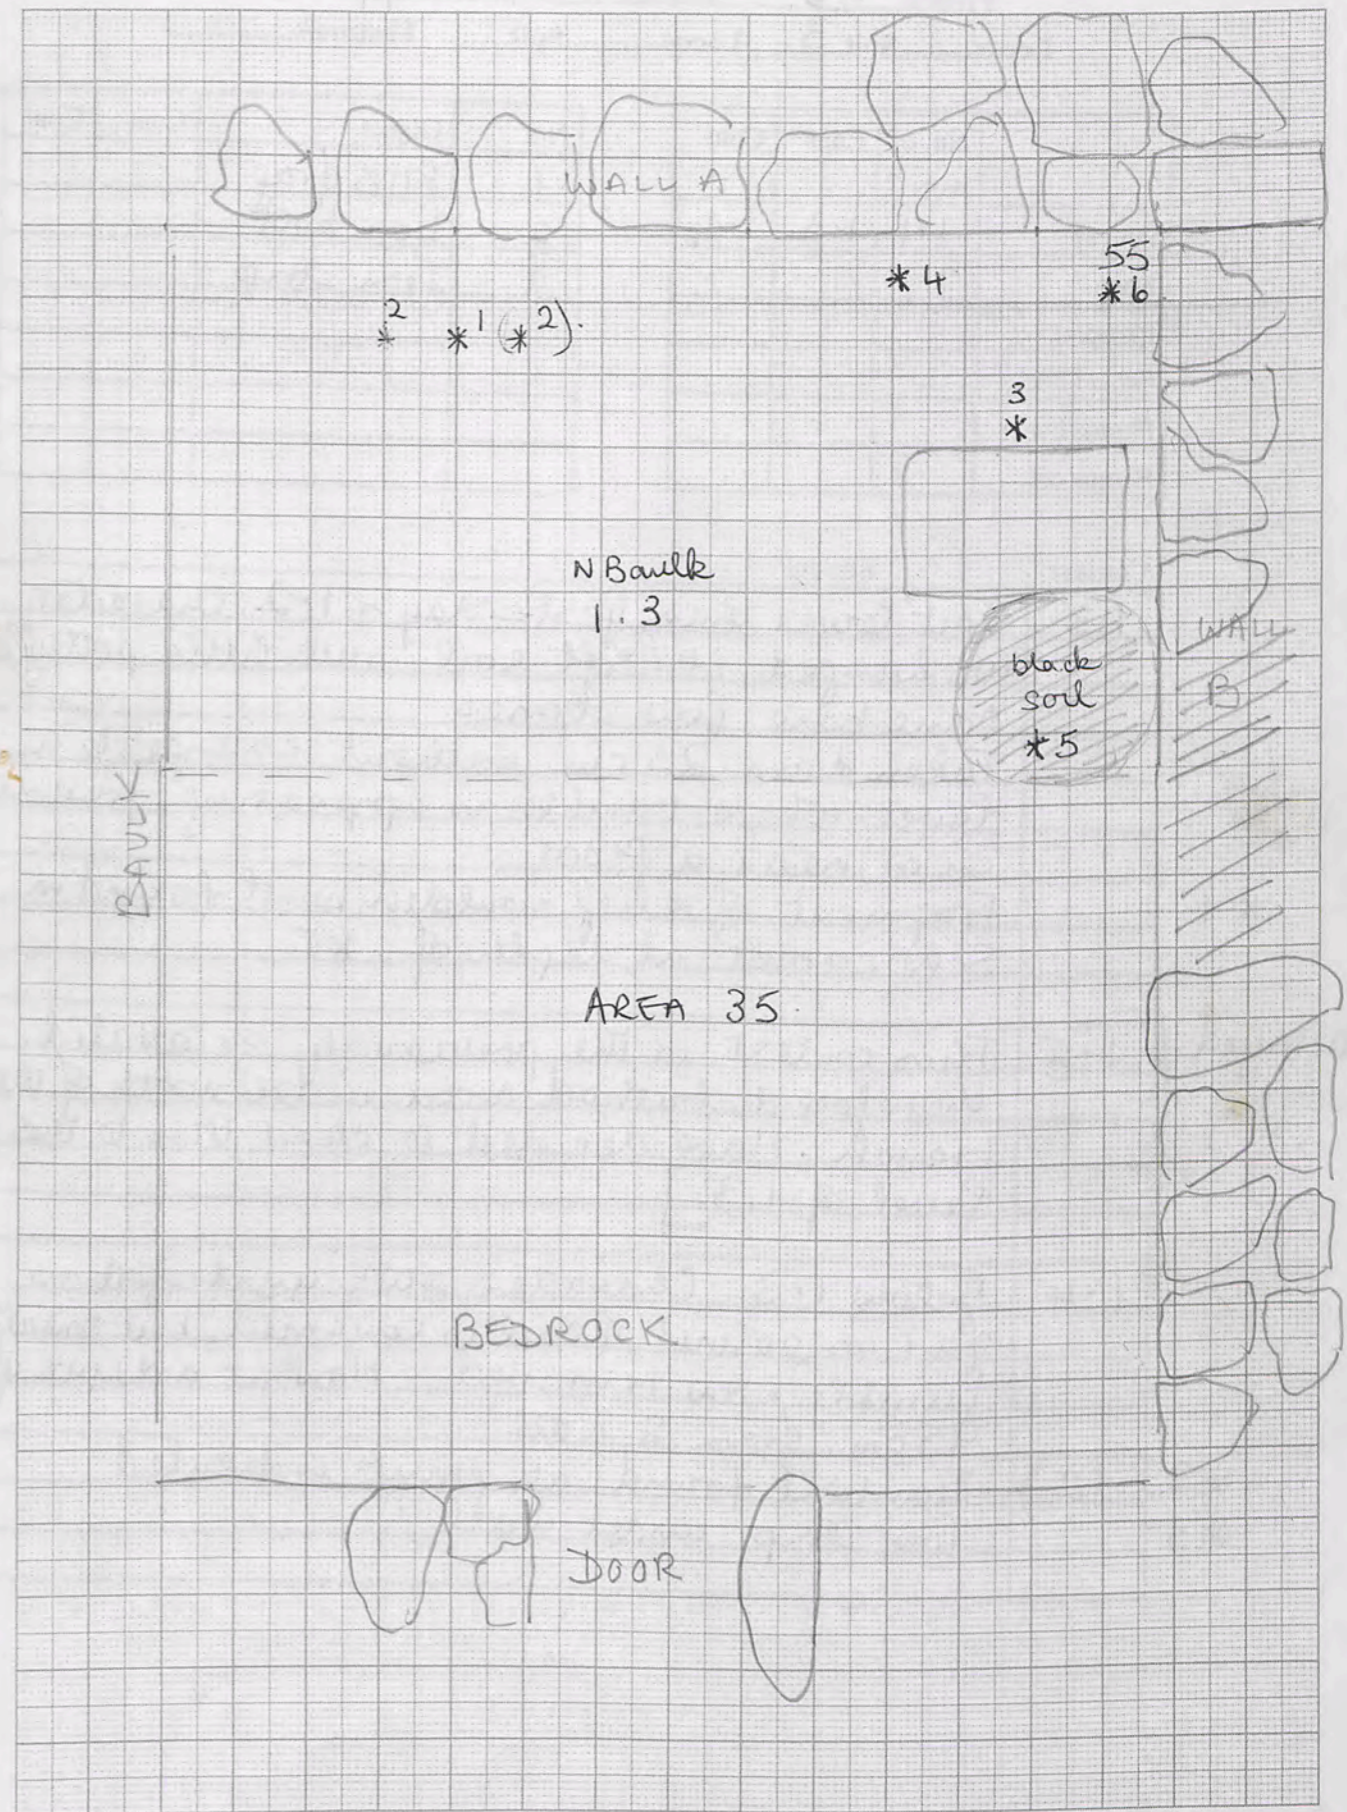 WALL A
55
* 4
* 6
2
* * 1 (* 2).
3
*
N Baulk
1.3
WALL
B
black
soil
* 5
BAULK
AREA 35.
BEDROCK
DOOR